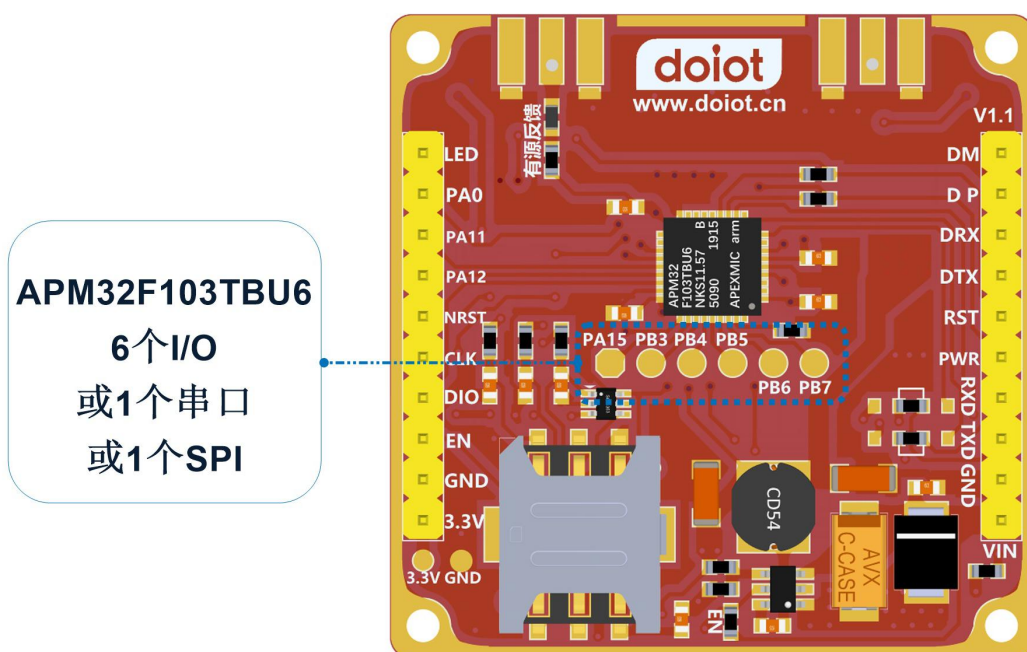 doiot
www.doiot.cn
V1.1
有源反馈
LED
PA0
PA11
PA12
NRST
CLK
DIO
EN
GND
3.3V
3.3V GND
DM
D P
DRX
DTX
RST
PWR
RXD TXD GND
VIN
APM32
F103TBU6
NKS11.57
5090
B
1915
APEXMIC arm
PA15 PB3 PB4 PB5
PB6 PB7
APM32F103TBU6
6个I/O
或1个串口
或1个SPI
CD54
AVX
C-CASE
EN